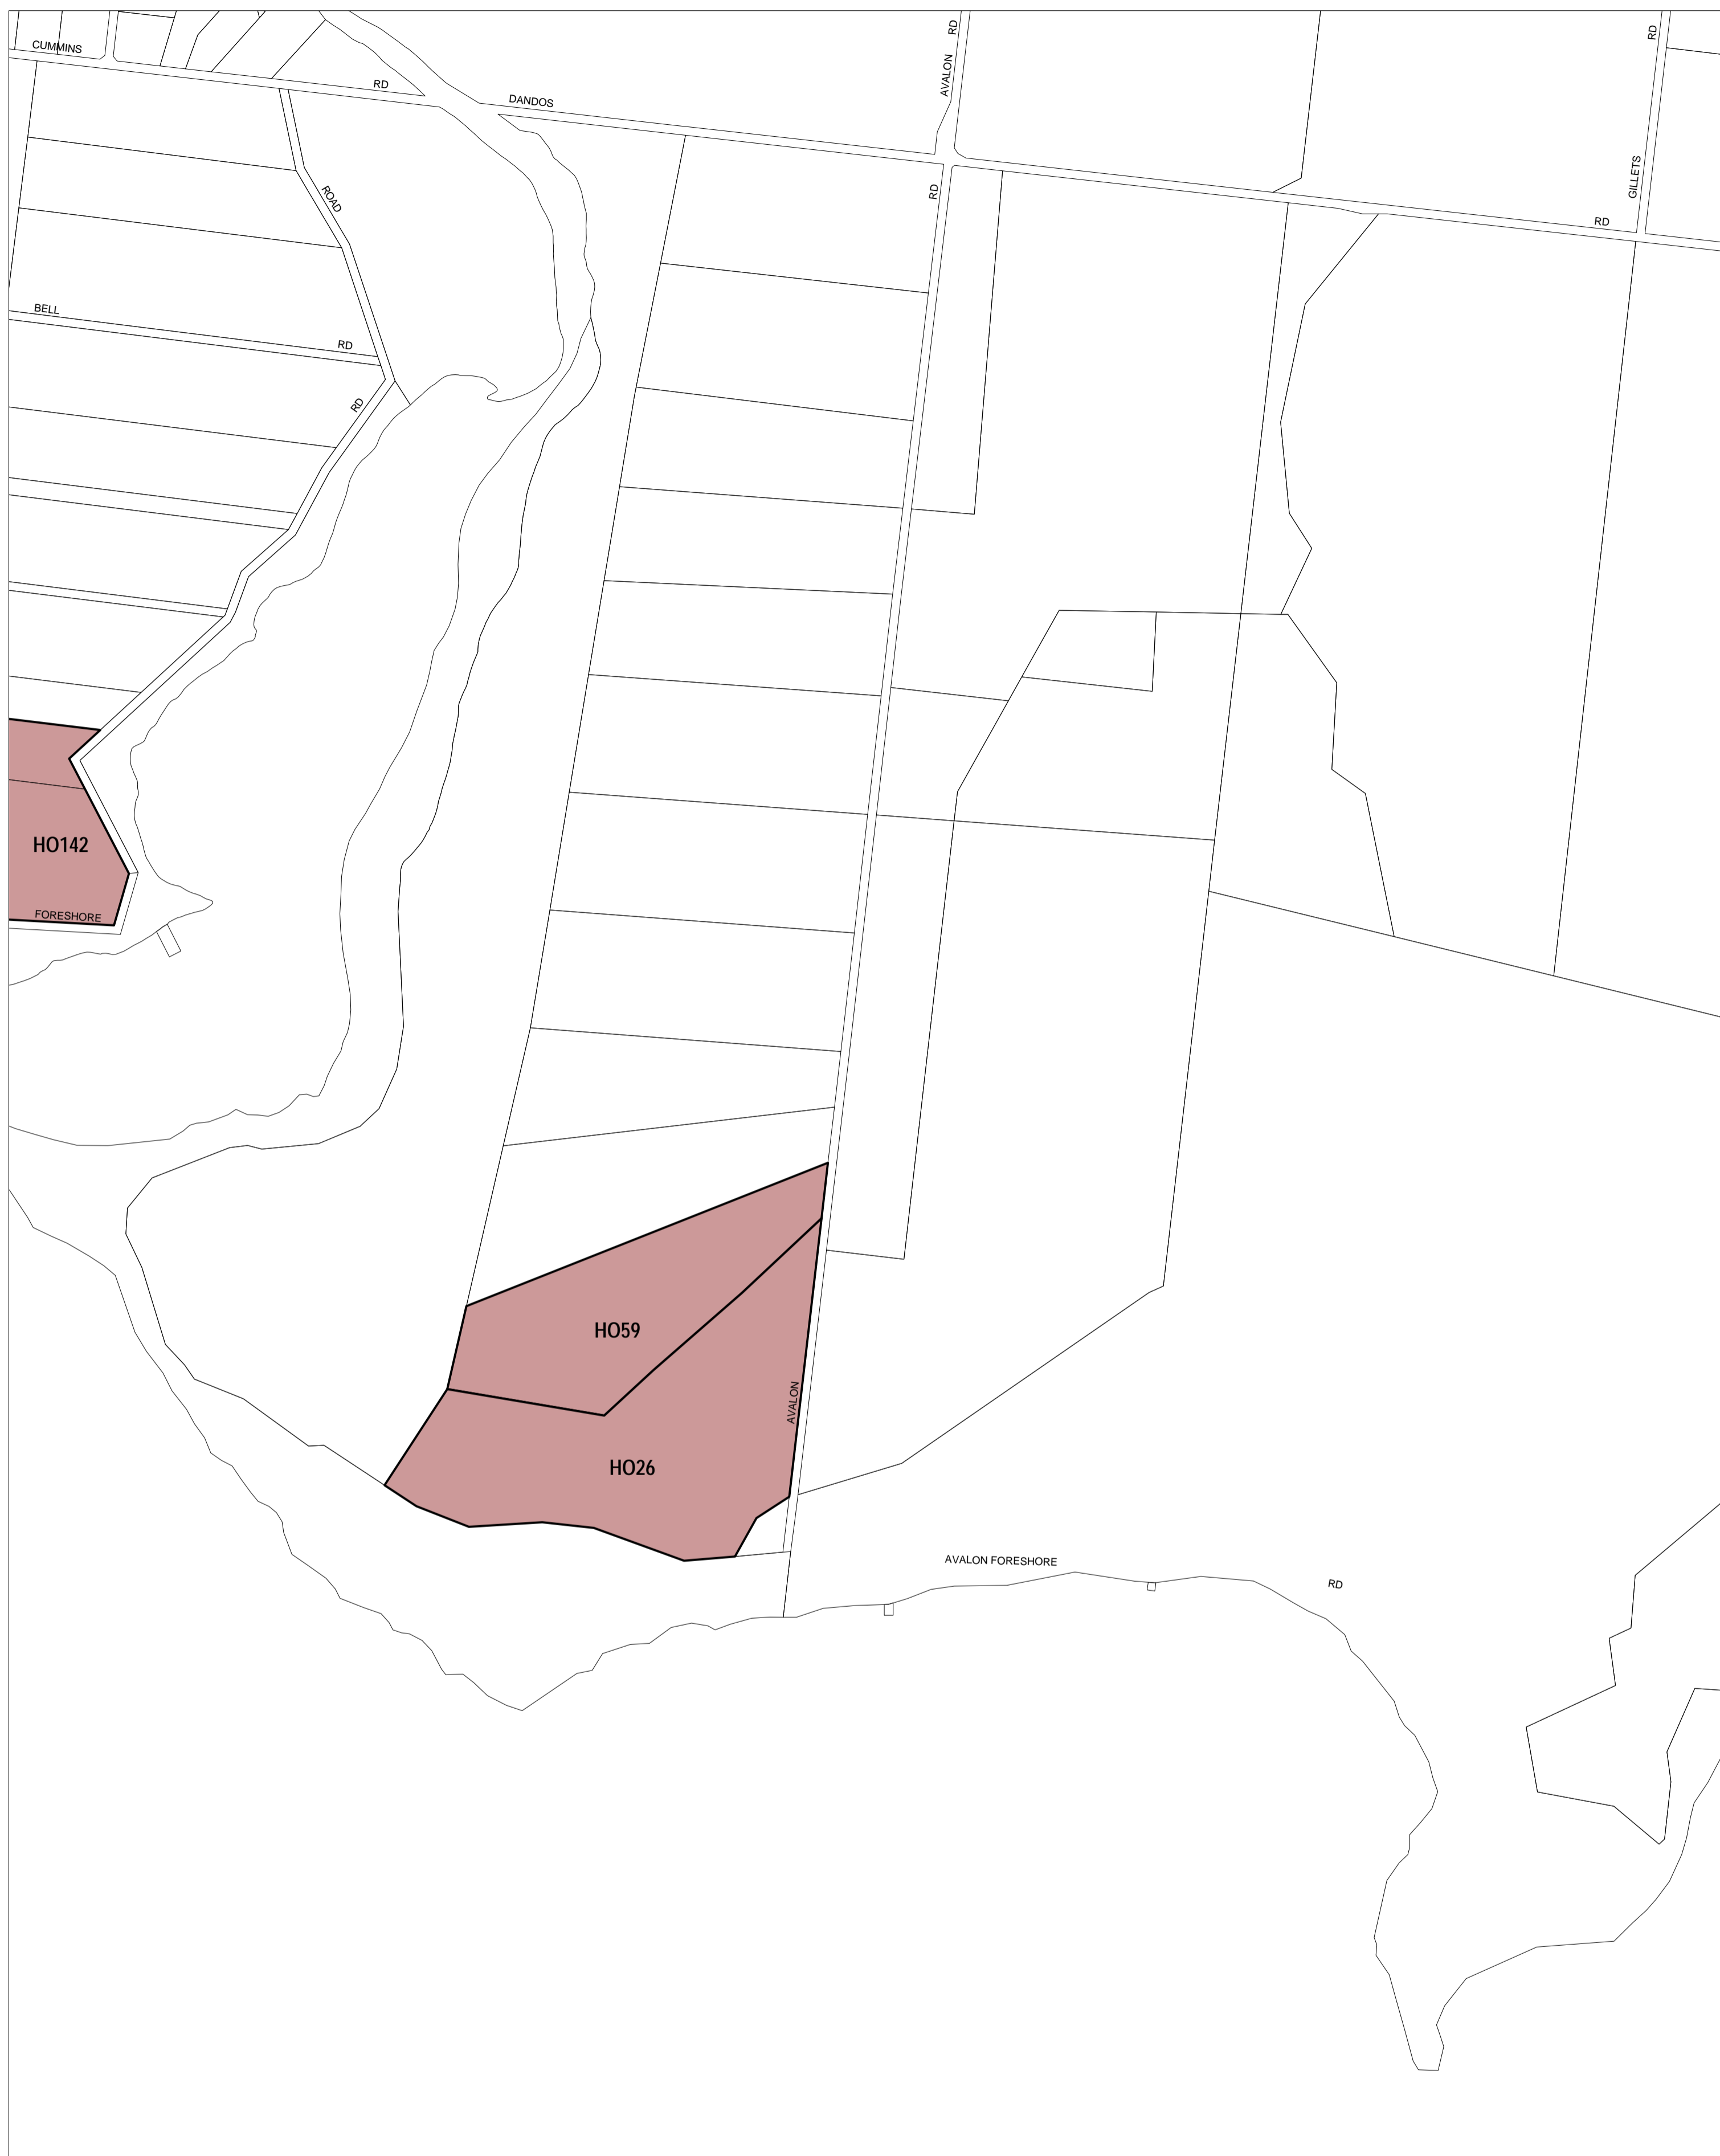 CUMMINS
RD
DANDOS
AVALON
RD
RD
GILLETS
RD
RD
ROAD
BELL
RD
RD
HO142
FORESHORE
HO59
HO26
AVALON
AVALON FORESHORE
RD